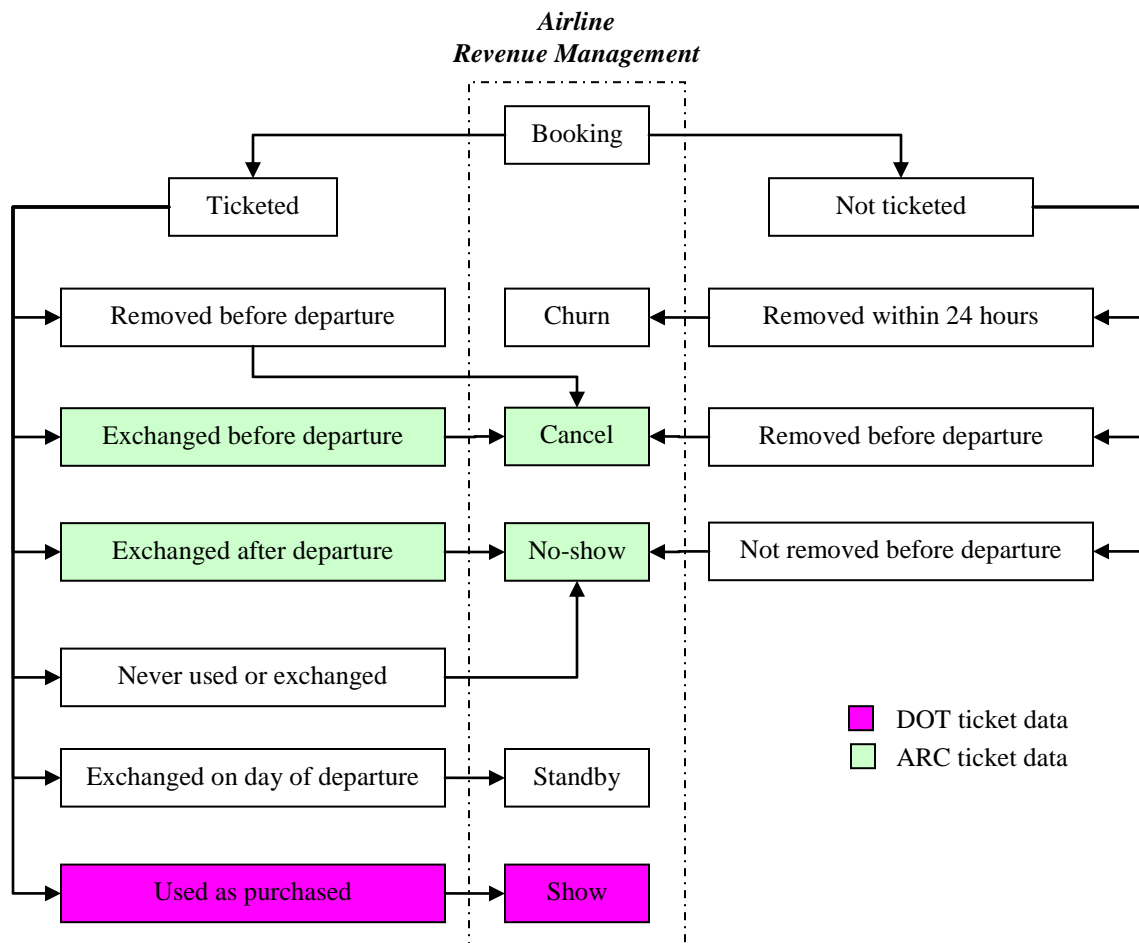 Airline
Revenue Management
Booking
Ticketed
Not ticketed
Removed before departure
Churn
Removed within 24 hours
Exchanged before departure
Cancel
Removed before departure
Exchanged after departure
No-show
Not removed before departure
Never used or exchanged
DOT ticket data
ARC ticket data
Exchanged on day of departure
Standby
Used as purchased
Show